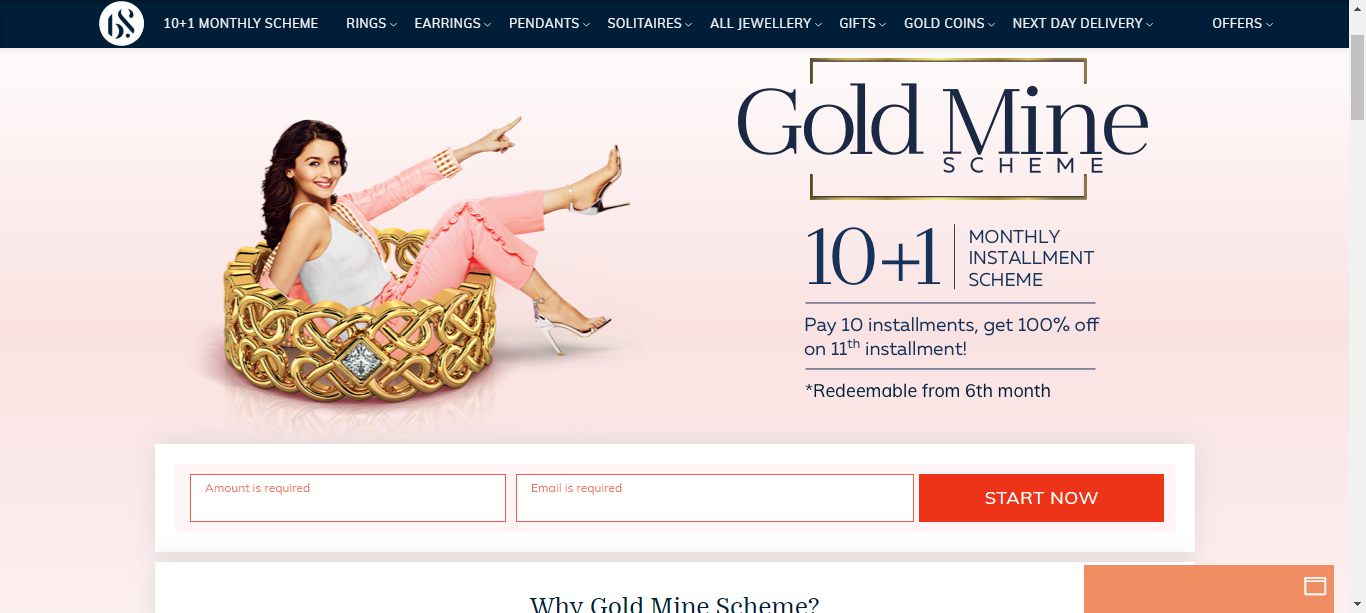 10+1 MONTHLY SCHEME RINGS EARRINGS PENDANTS SOLITAIRES ALL JEWELLERY GIFTS GOLD COINS NEXT DAY DELIVERY OFFERS
Gold Mine
SCHEME
10+1
MONTHLY
INSTALLMENT
SCHEME
Pay 10 installments, get 100% off
on 11th installment!
*Redeemable from 6th month
Amount is required
Email is required
START NOW
Why Gold Mine Scheme?